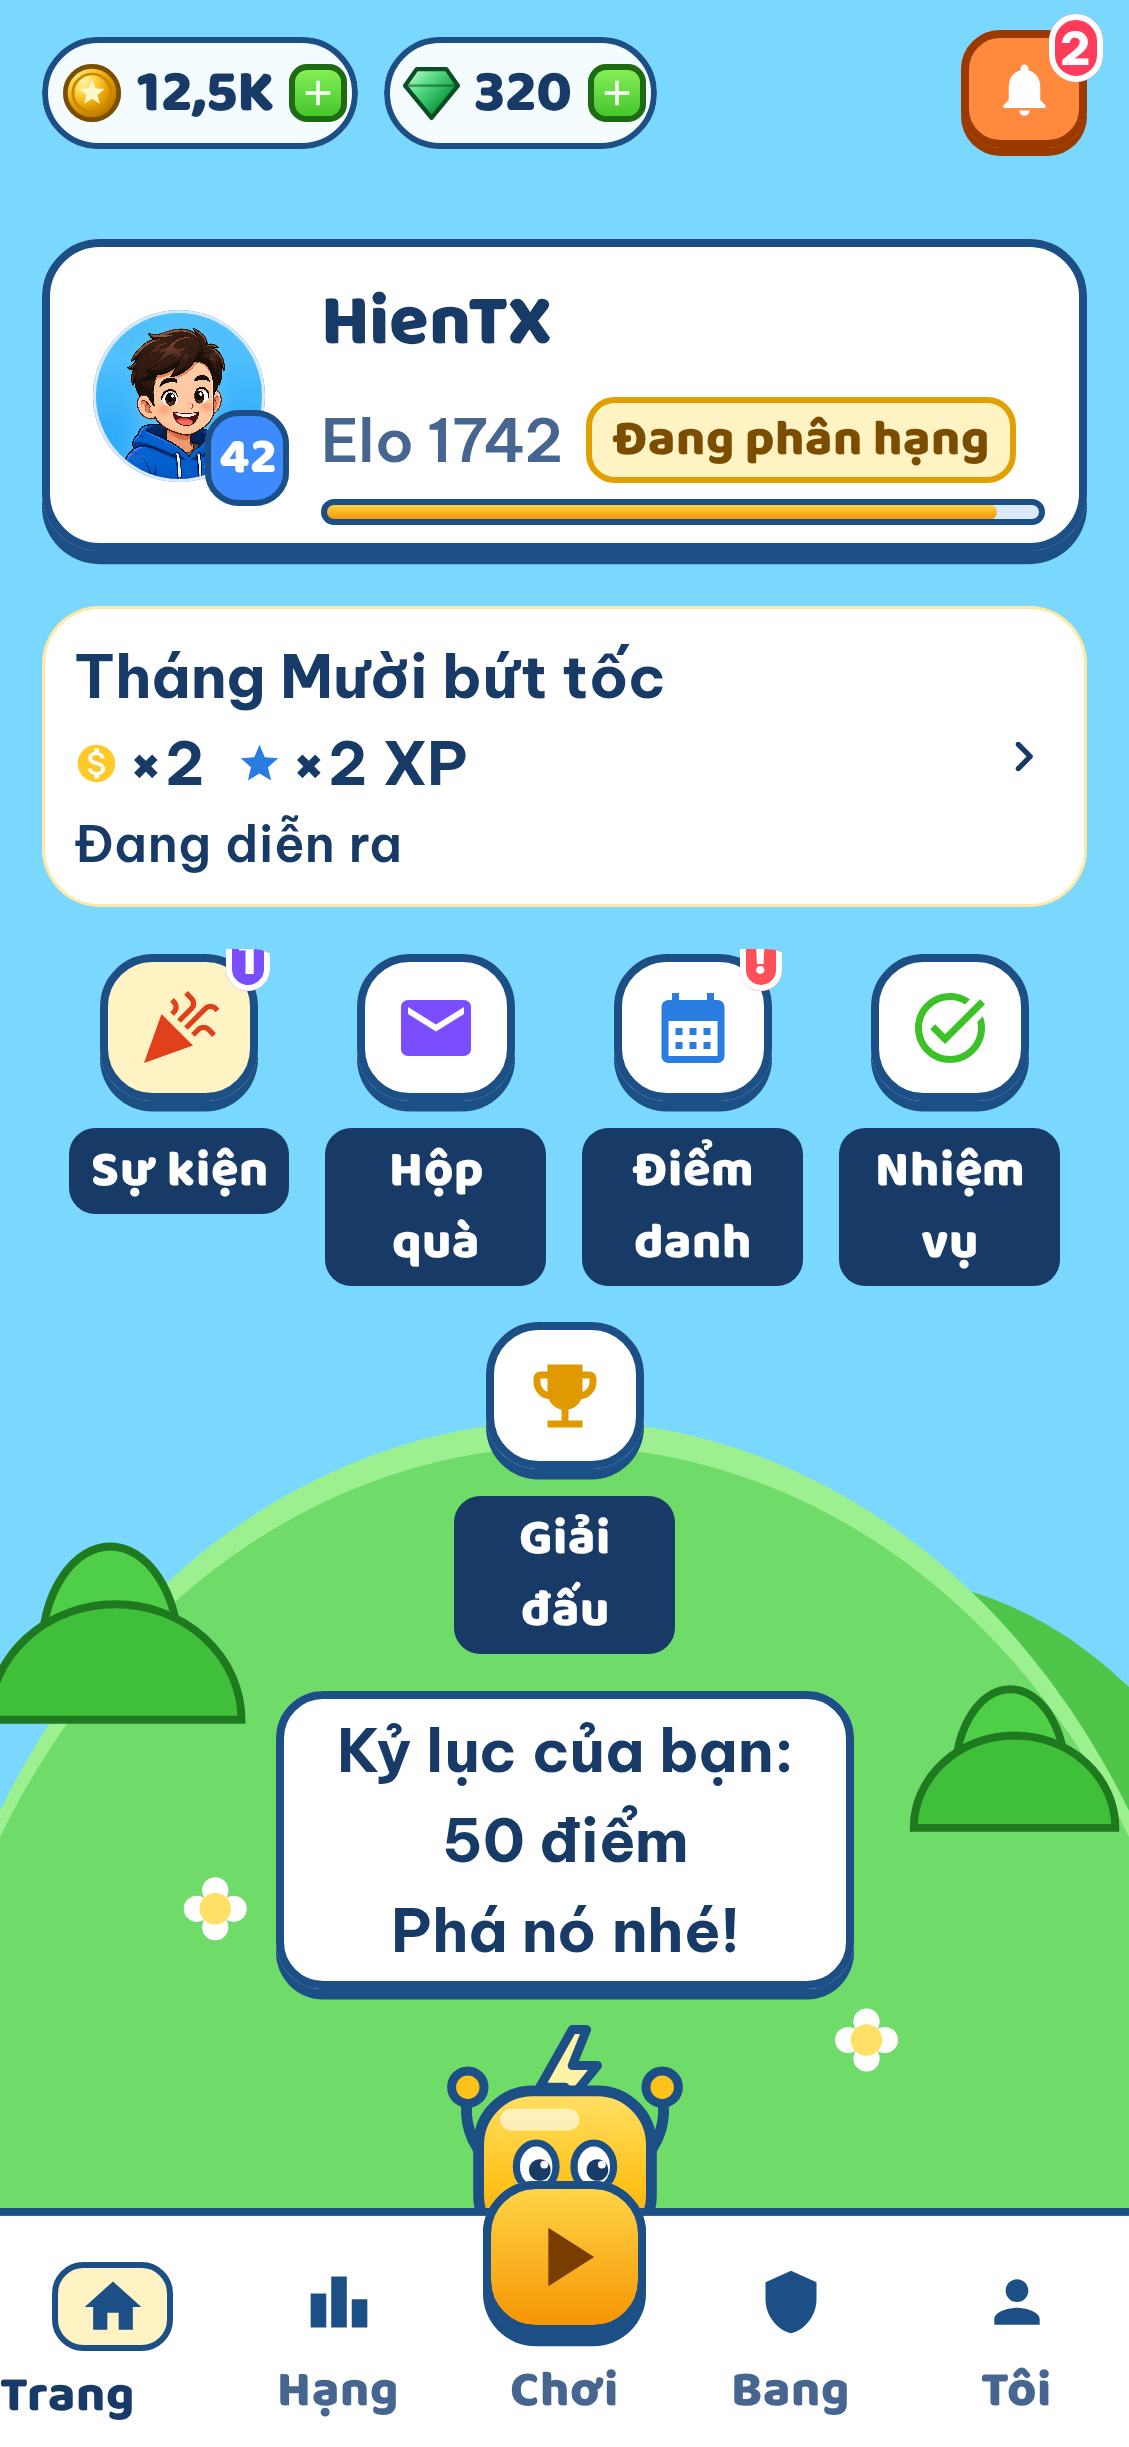 12,5K
320
2
HienTX
42
Elo 1742
Đang phân hạng
Tháng Mười bứt tốc
×2 ×2 XP
Đang diễn ra
1
!
Sự kiện
Hộp
quà
Điểm
danh
Nhiệm
vụ
Giải
đấu
Kỷ lục của bạn:
50 điểm
Phá nó nhé!
Trang
Hạng
Chơi
Bang
Tôi